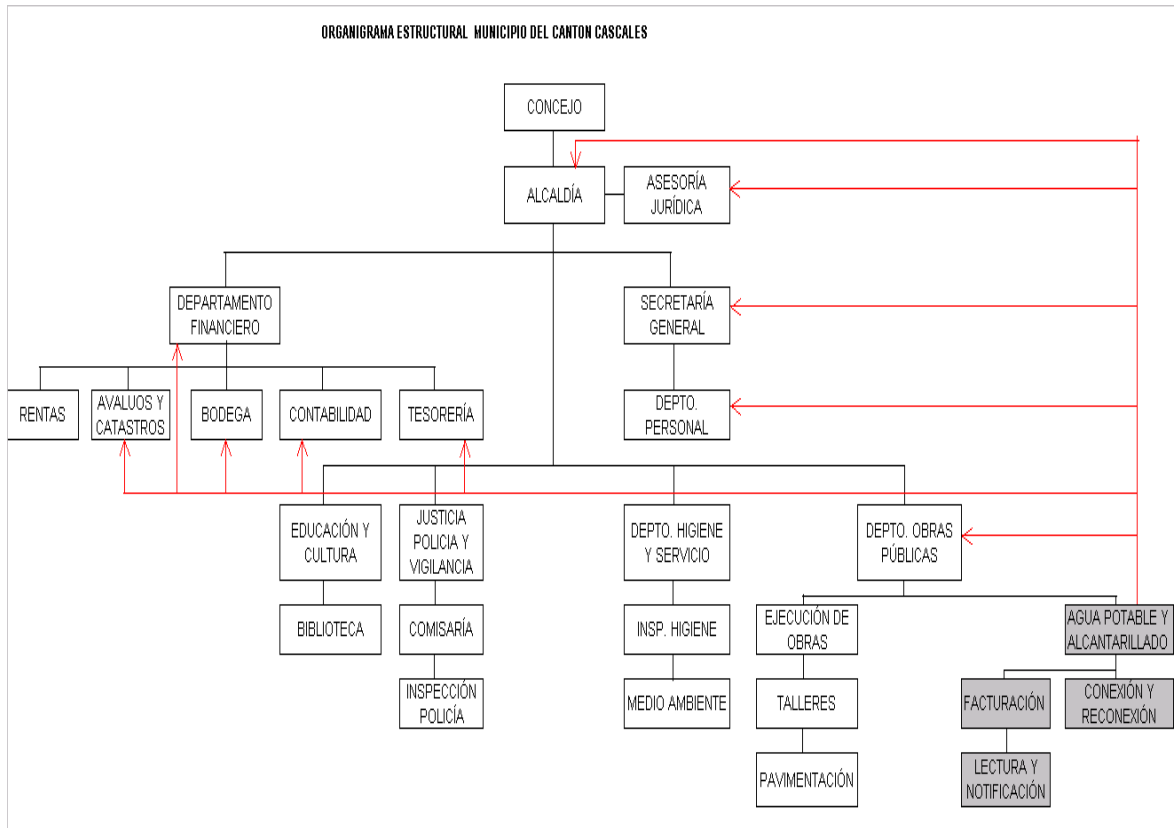 ORGANIGRAMA ESTRUCTURAL MUNICIPIO DEL CANTON CASCALES
CONCEJO
ALCALDÍA
ASESORÍA
JURÍDICA
DEPARTAMENTO
FINANCIERO
SECRETARÍA
GENERAL
RENTAS
AVALUOS Y
CATASTROS
BODEGA
CONTABILIDAD
TESORERÍA
DEPTO.
PERSONAL
EDUCACIÓN Y
CULTURA
JUSTICIA
POLICIA Y
VIGILANCIA
DEPTO. HIGIENE
Y SERVICIO
DEPTO. OBRAS
PÚBLICAS
BIBLIOTECA
COMISARÍA
INSP. HIGIENE
EJECUCIÓN DE
OBRAS
AGUA POTABLE Y
ALCANTARILLADO
INSPECCIÓN
POLICÍA
MEDIO AMBIENTE
TALLERES
FACTURACIÓN
CONEXIÓN Y
RECONEXIÓN
PAVIMENTACIÓN
LECTURA Y
NOTIFICACIÓN